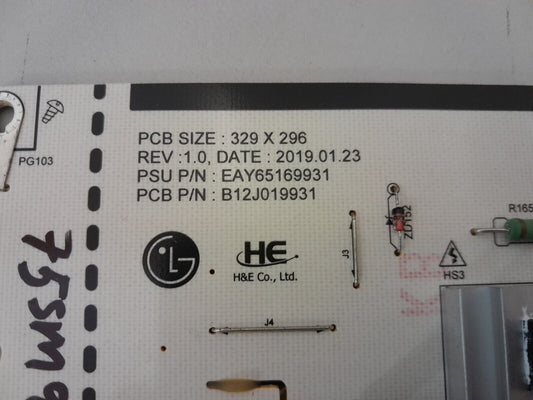 PCB SIZE : 329 X 296
REV :1.0, DATE : 2019.01.23
PSU P/N : EAY65169931
PCB P/N : B12J019931
PG103
ZD152
R165
LG
HE
H&E Co., Ltd.
J3
HS3
J4
75SM9